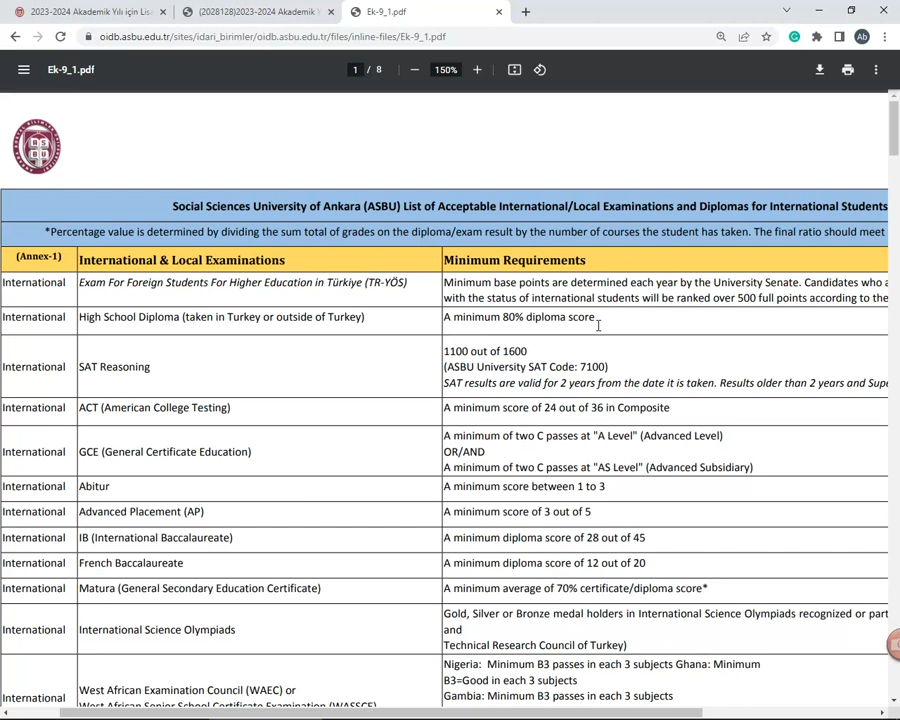 2023-2024 Akademik Yılı için Lise
(2028128)2023-2024 Akademik Y
Ek-9_1.pdf
oidb.asbu.edu.tr/sites/idari_birimler/oidb.asbu.edu.tr/files/inline-files/Ek-9_1.pdf
Ab
Ek-9_1.pdf
1 / 8
150%
Social Sciences University of Ankara (ASBU) List of Acceptable International/Local Examinations and Diplomas for International Students
*Percentage value is determined by dividing the sum total of grades on the diploma/exam result by the number of courses the student has taken. The final ratio should meet
(Annex-1) International & Local Examinations Minimum Requirements
International Exam For Foreign Students For Higher Education in Türkiye (TR-YÖS) Minimum base points are determined each year by the University Senate. Candidates who a
with the status of international students will be ranked over 500 full points according to the
International High School Diploma (taken in Turkey or outside of Turkey) A minimum 80% diploma score
1100 out of 1600
International SAT Reasoning (ASBU University SAT Code: 7100)
SAT results are valid for 2 years from the date it is taken. Results older than 2 years and Supe
International ACT (American College Testing) A minimum score of 24 out of 36 in Composite
A minimum of two C passes at "A Level" (Advanced Level)
International GCE (General Certificate Education) OR/AND
A minimum of two C passes at "AS Level" (Advanced Subsidiary)
International Abitur A minimum score between 1 to 3
International Advanced Placement (AP) A minimum score of 3 out of 5
International IB (International Baccalaureate) A minimum diploma score of 28 out of 45
International French Baccalaureate A minimum diploma score of 12 out of 20
International Matura (General Secondary Education Certificate) A minimum average of 70% certificate/diploma score*
Gold, Silver or Bronze medal holders in International Science Olympiads recognized or part
International International Science Olympiads and
Technical Research Council of Turkey)
Nigeria: Minimum B3 passes in each 3 subjects Ghana: Minimum
B3=Good in each 3 subjects
International West African Examination Council (WAEC) or Gambia: Minimum B3 passes in each 3 subjects
West African Senior School Certificate Examination (WASSCE)